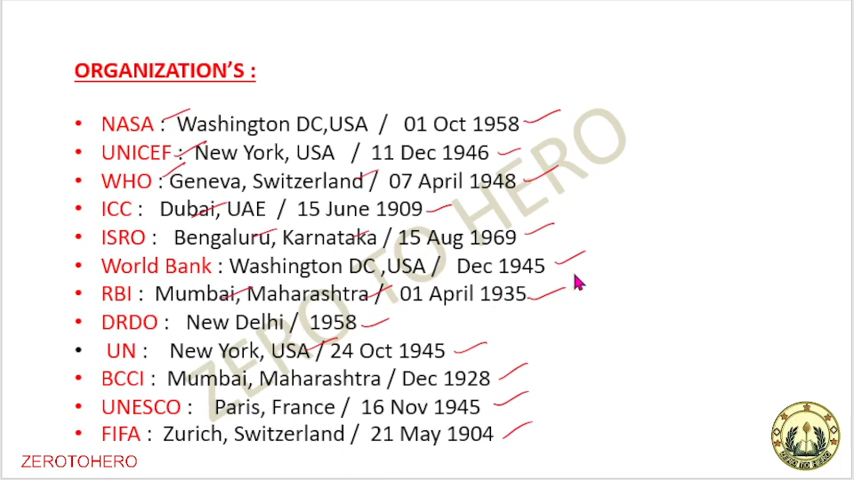 ORGANIZATION'S :
• NASA : Washington DC,USA / 01 Oct 1958
• UNICEF : New York, USA / 11 Dec 1946
• WHO : Geneva, Switzerland / 07 April 1948
• ICC : Dubai, UAE / 15 June 1909
• ISRO : Bengaluru, Karnataka / 15 Aug 1969
• World Bank : Washington DC ,USA / Dec 1945
• RBI : Mumbai, Maharashtra / 01 April 1935
• DRDO : New Delhi / 1958
• UN : New York, USA / 24 Oct 1945
• BCCI : Mumbai, Maharashtra / Dec 1928
• UNESCO : Paris, France / 16 Nov 1945
• FIFA : Zurich, Switzerland / 21 May 1904
ZERO TO HERO
ZEROTOHERO
ZERO TO HERO